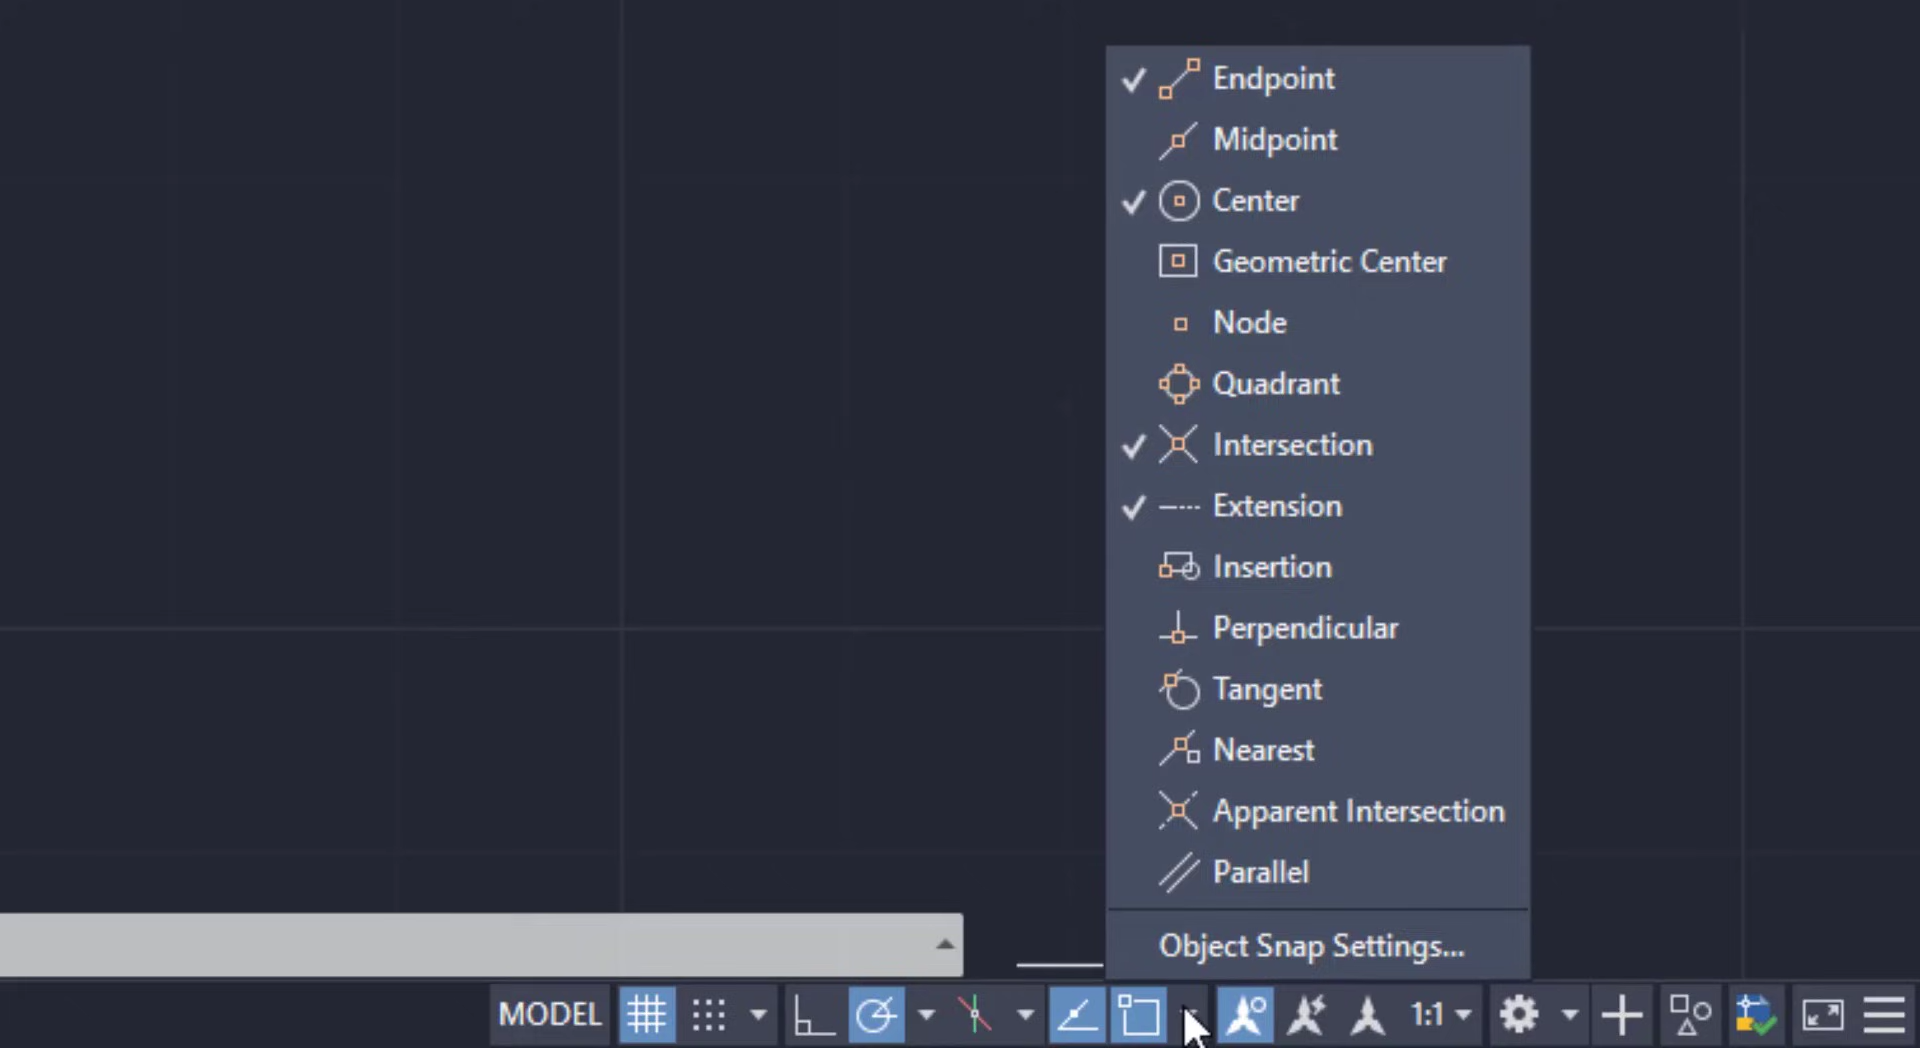 Endpoint
Midpoint
Center
Geometric Center
Node
Quadrant
Intersection
Extension
Insertion
Perpendicular
Tangent
Nearest
Apparent Intersection
Parallel
Object Snap Settings...
MODEL 1:1